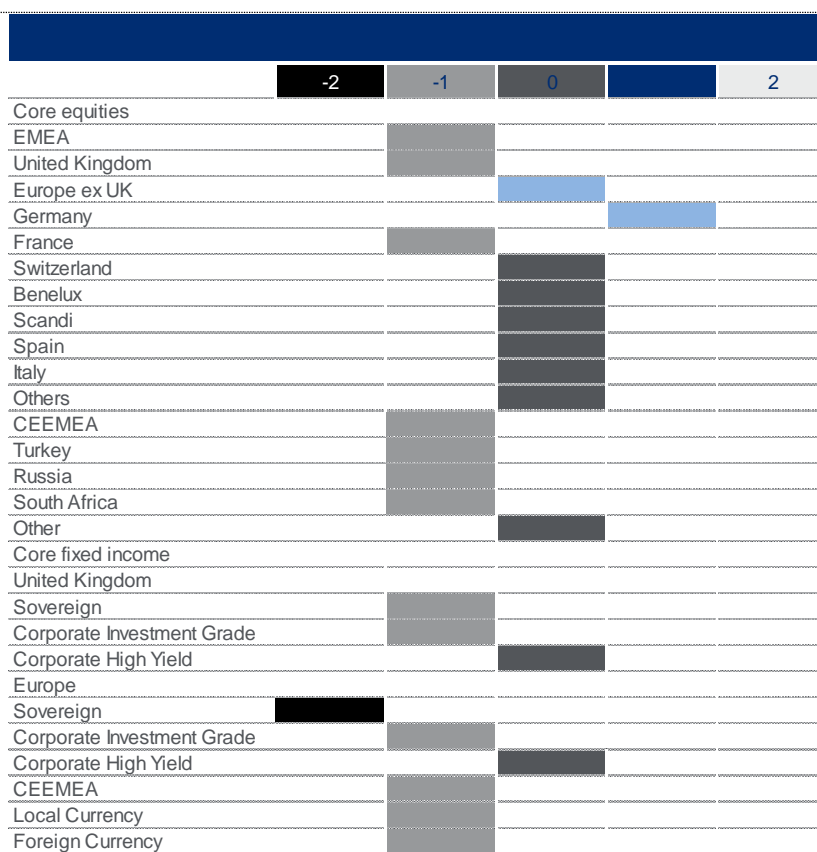 -2 -1 0 2
Core equities
EMEA
United Kingdom
Europe ex UK
Germany
France
Switzerland
Benelux
Scandi
Spain
Italy
Others
CEEMEA
Turkey
Russia
South Africa
Other
Core fixed income
United Kingdom
Sovereign
Corporate Investment Grade
Corporate High Yield
Europe
Sovereign
Corporate Investment Grade
Corporate High Yield
CEEMEA
Local Currency
Foreign Currency